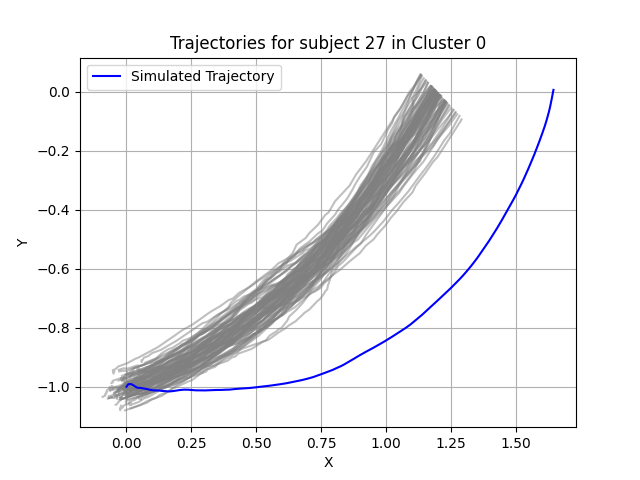 Trajectories for subject 27 in Cluster 0
Simulated Trajectory
Y
0.0
−0.2
−0.4
−0.6
−0.8
−1.0
0.00 0.25 0.50 0.75 1.00 1.25 1.50
X